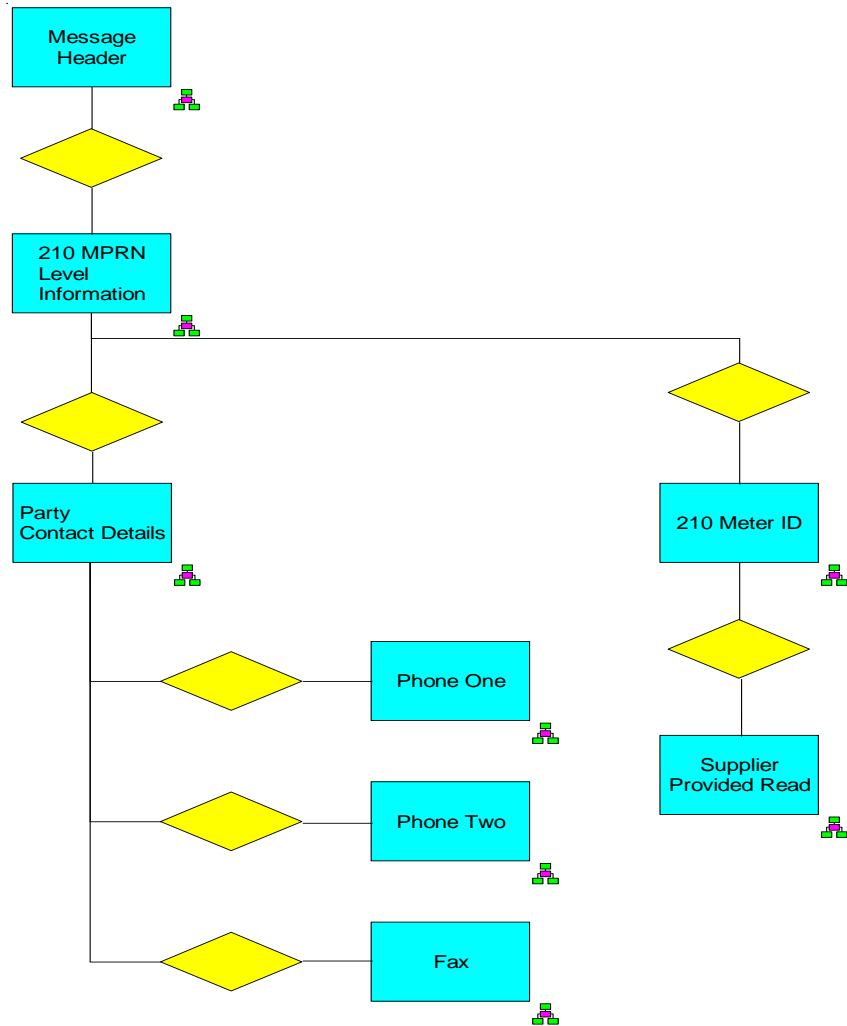 Message
Header
210 MPRN
Level
Information
Party
Contact Details
210 Meter ID
Phone One
Supplier
Provided Read
Phone Two
Fax